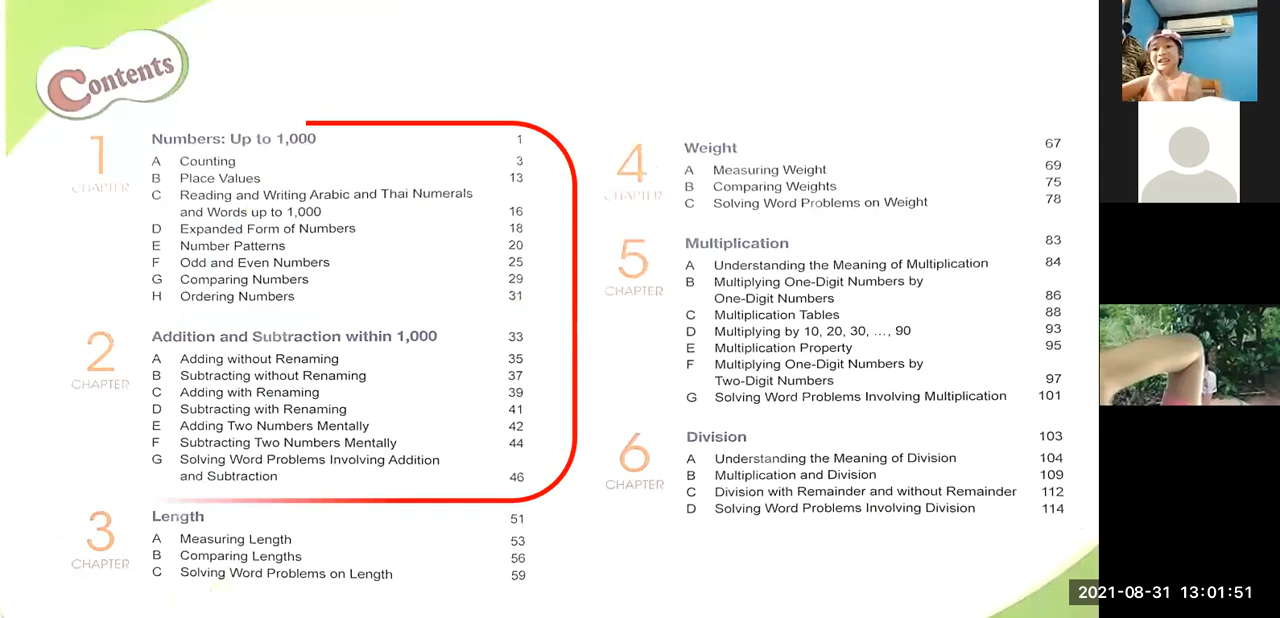 Contents
1
CHAPTER
Numbers: Up to 1,000 1
A Counting 3
B Place Values 13
C Reading and Writing Arabic and Thai Numerals
and Words up to 1,000 16
D Expanded Form of Numbers 18
E Number Patterns 20
F Odd and Even Numbers 25
G Comparing Numbers 29
H Ordering Numbers 31
2
CHAPTER
Addition and Subtraction within 1,000 33
A Adding without Renaming 35
B Subtracting without Renaming 37
C Adding with Renaming 39
D Subtracting with Renaming 41
E Adding Two Numbers Mentally 42
F Subtracting Two Numbers Mentally 44
G Solving Word Problems Involving Addition
and Subtraction 46
3
CHAPTER
Length 51
A Measuring Length 53
B Comparing Lengths 56
C Solving Word Problems on Length 59
4
CHAPTER
Weight 67
A Measuring Weight 69
B Comparing Weights 75
C Solving Word Problems on Weight 78
5
CHAPTER
Multiplication 83
A Understanding the Meaning of Multiplication 84
B Multiplying One-Digit Numbers by
One-Digit Numbers 86
C Multiplication Tables 88
D Multiplying by 10, 20, 30, ..., 90 93
E Multiplication Property 95
F Multiplying One-Digit Numbers by
Two-Digit Numbers 97
G Solving Word Problems Involving Multiplication 101
6
CHAPTER
Division 103
A Understanding the Meaning of Division 104
B Multiplication and Division 109
C Division with Remainder and without Remainder 112
D Solving Word Problems Involving Division 114
2021-08-31 13:01:51